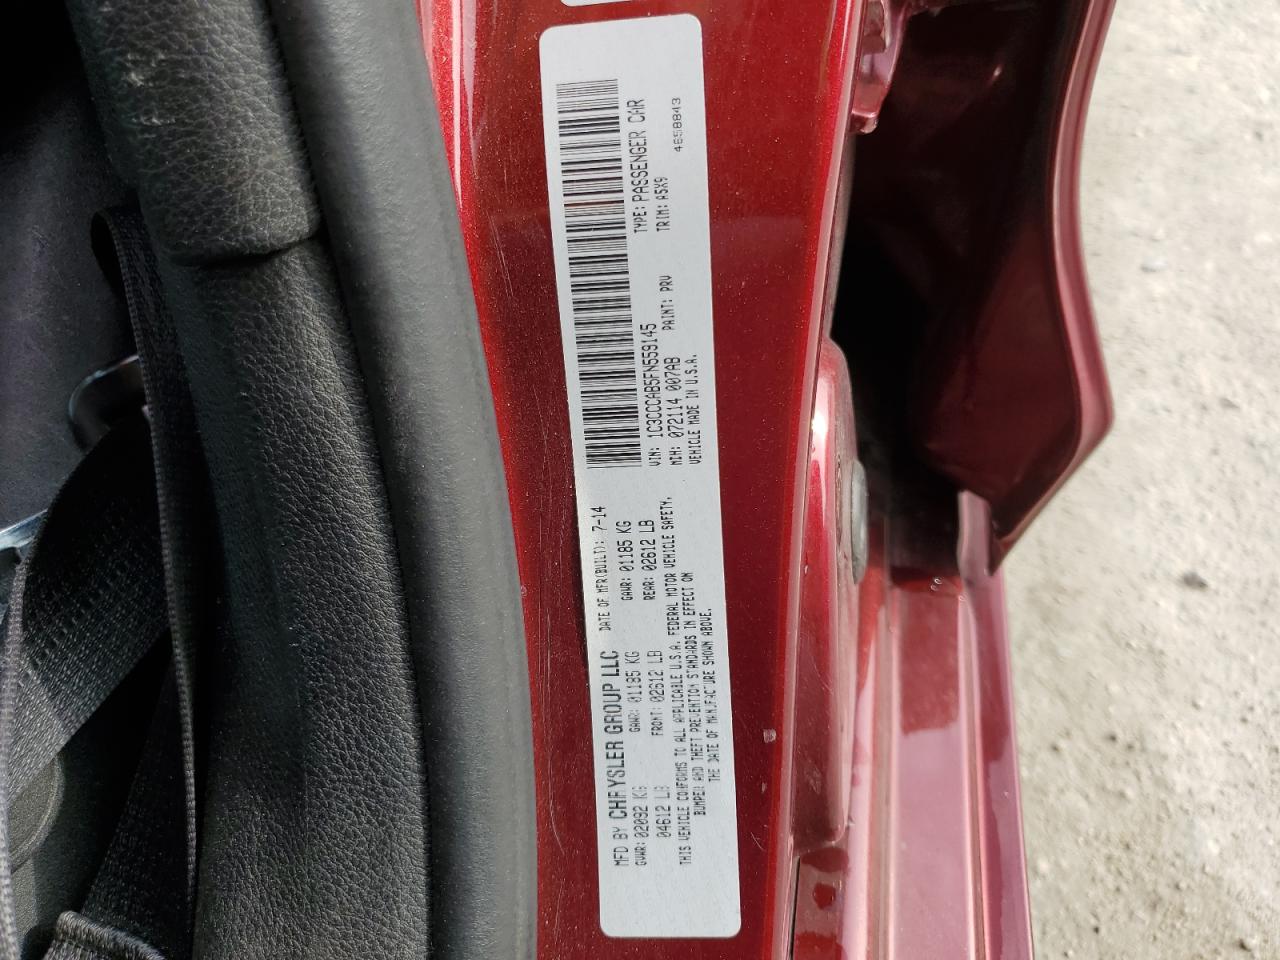 MFD BY CHRYSLER GROUP LLC DATE OF MFR(BUILT): 7-14
GVWR: 02092 KG GAWR: 01185 KG GAWR: 01185 KG
04612 LB FRONT: 02612 LB REAR: 02612 LB
THIS VEHICLE CONFORMS TO ALL APPLICABLE U.S.A. FEDERAL MOTOR VEHICLE SAFETY,
BUMPER AND THEFT PREVENTION STANDARDS IN EFFECT ON
THE DATE OF MANUFACTURE SHOWN ABOVE.
VIN: 1C3CCCAB5FN559145 TYPE: PASSENGER CAR
MIH: 072114 007AB PAINT: PRV TRIM: A5X9
VEHICLE MADE IN U.S.A. 4658843